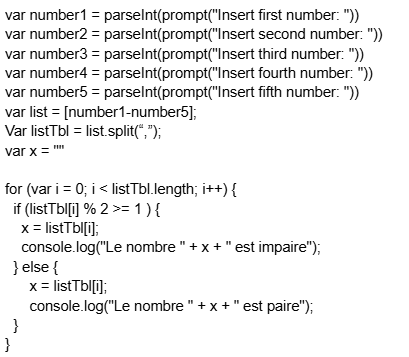 var number1 = parseInt(prompt("Insert first number: "))
var number2 = parseInt(prompt("Insert second number: "))
var number3 = parseInt(prompt("Insert third number: "))
var number4 = parseInt(prompt("Insert fourth number: "))
var number5 = parseInt(prompt("Insert fifth number: "))
var list = [number1-number5];
Var listTbl = list.split(“,”);
var x = ""
for (var i = 0; i < listTbl.length; i++) {
if (listTbl[i] % 2 >= 1 ) {
x = listTbl[i];
console.log("Le nombre " + x + " est impaire");
} else {
x = listTbl[i];
console.log("Le nombre " + x + " est paire");
}
}